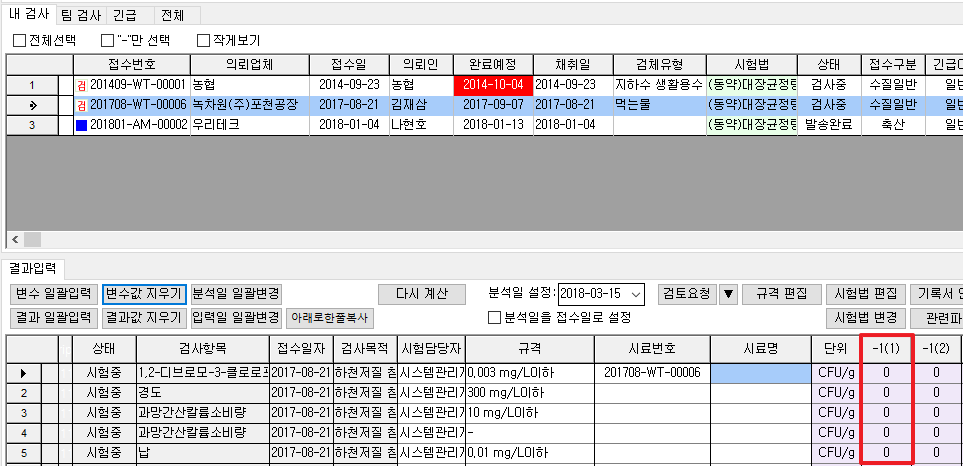 내 검사 팀 검사 긴급 전체
전체선택 "-"만 선택 작게보기
접수번호 의뢰업체 접수일 의뢰인 완료예정 채취일 검체유형 시험법 상태 접수구분
1 검 201409-WT-00001 농협 2014-09-23 농협 2014-10-04 2014-09-23 지하수 생활용수 (동약)대장균정량 검사중 수질일반 일반
검 201708-WT-00006 녹차원(주)포천공장 2017-08-21 김재삼 2017-09-07 2017-08-21 먹는물 (동약)대장균정량 검사중 수질일반 일반
3 201801-AM-00002 우리테크 2018-01-04 나현호 2018-01-13 2018-01-04 (동약)대장균정량 발송완료 축산 일반
결과입력
변수 일괄입력 변수값 지우기 분석일 일괄변경 다시 계산 분석일 설정: 2018-03-15 검토요청 ▼ 규격 편집 시험법 편집 기록서
결과 일괄입력 결과값 지우기 입력일 일괄변경 아래로한줄복사 분석일을 접수일로 설정 시험법 변경 관련파
상태 검사항목 접수일자 검사목적 시험담당자 규격 시료번호 시료명 단위 -1(1) -1(2)
시험중 1,2-디브로모-3-클로로프 2017-08-21 하천저질 침 시스템관리자 0,003 mg/L이하 201708-WT-00006 CFU/g 0 0
2 시험중 경도 2017-08-21 하천저질 침 시스템관리자 300 mg/L이하 CFU/g 0 0
3 시험중 과망간산칼륨소비량 2017-08-21 하천저질 침 시스템관리자 10 mg/L이하 CFU/g 0 0
4 시험중 과망간산칼륨소비량 2017-08-21 하천저질 침 시스템관리자 - CFU/g 0 0
5 시험중 납 2017-08-21 하천저질 침 시스템관리자 0,01 mg/L이하 CFU/g 0 0